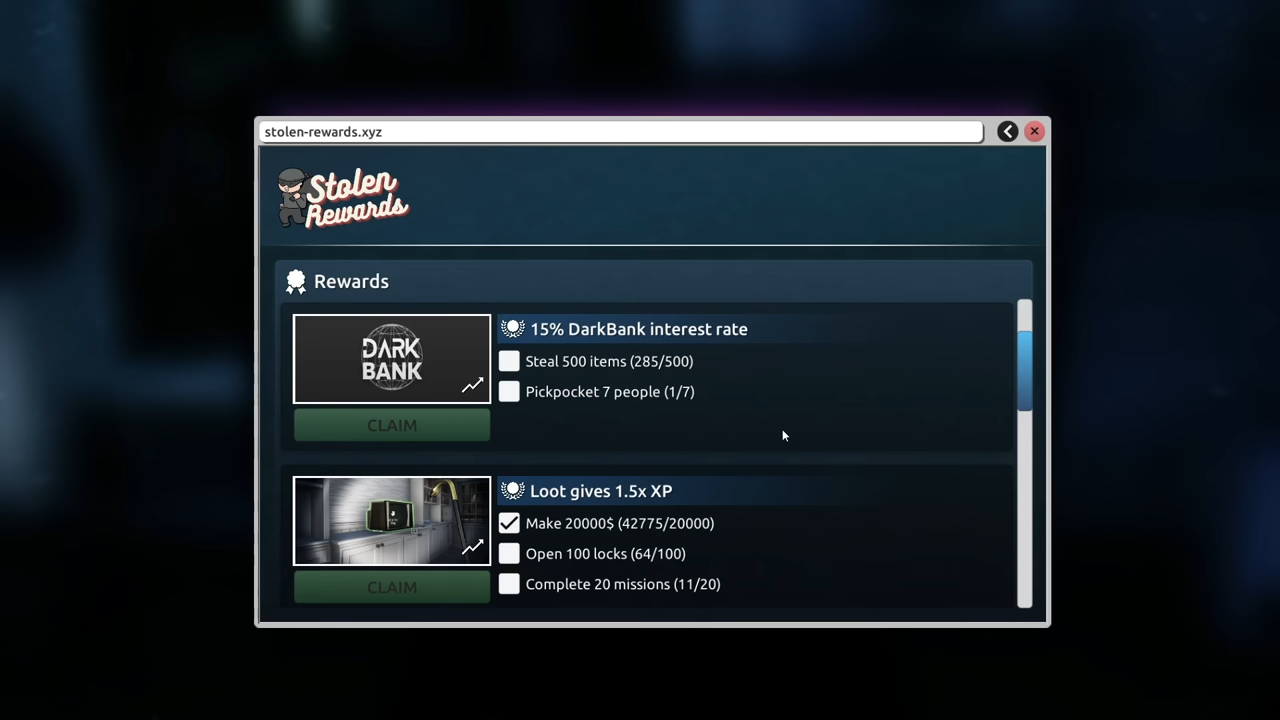 stolen-rewards.xyz
Stolen
Rewards
Rewards
DARK
BANK
15% DarkBank interest rate
Steal 500 items (285/500)
Pickpocket 7 people (1/7)
CLAIM
Loot gives 1.5x XP
Make 20000$ (42775/20000)
Open 100 locks (64/100)
Complete 20 missions (11/20)
CLAIM